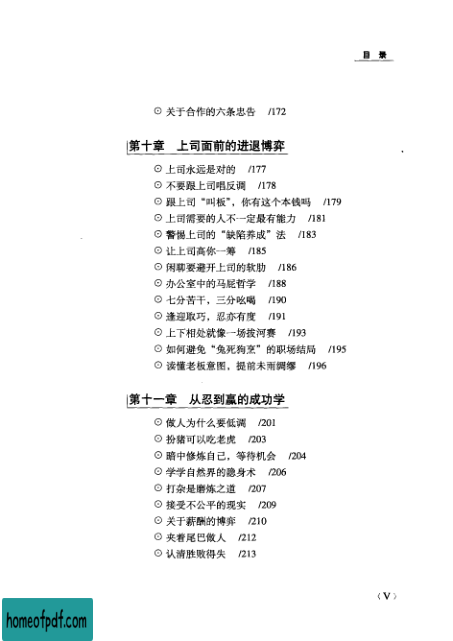 目 录
⊙ 关于合作的六条忠告 /172
第十章 上司面前的进退博弈
⊙ 上司永远是对的 /177
⊙ 不要跟上司唱反调 /178
⊙ 跟上司“叫板”，你有这个本钱吗 /179
⊙ 上司需要的人不一定最有能力 /181
⊙ 警惕上司的“缺陷养成”法 /183
⊙ 让上司高你一筹 /185
⊙ 闲聊要避开上司的软肋 /186
⊙ 办公室中的马屁哲学 /188
⊙ 七分苦干，三分吆喝 /190
⊙ 逢迎取巧，忍亦有度 /191
⊙ 上下相处就像一场拔河赛 /193
⊙ 如何避免“兔死狗烹”的职场结局 /195
⊙ 读懂老板意图，提前未雨绸缪 /196
第十一章 从忍到赢的成功学
⊙ 做人为什么要低调 /201
⊙ 扮猪可以吃老虎 /203
⊙ 暗中修炼自己，等待机会 /204
⊙ 学学自然界的隐身术 /206
⊙ 打杂是磨炼之道 /207
⊙ 接受不公平的现实 /209
⊙ 关于薪酬的博弈 /210
⊙ 夹着尾巴做人 /212
⊙ 认清胜败得失 /213
〈 V 〉
homeofpdf.com